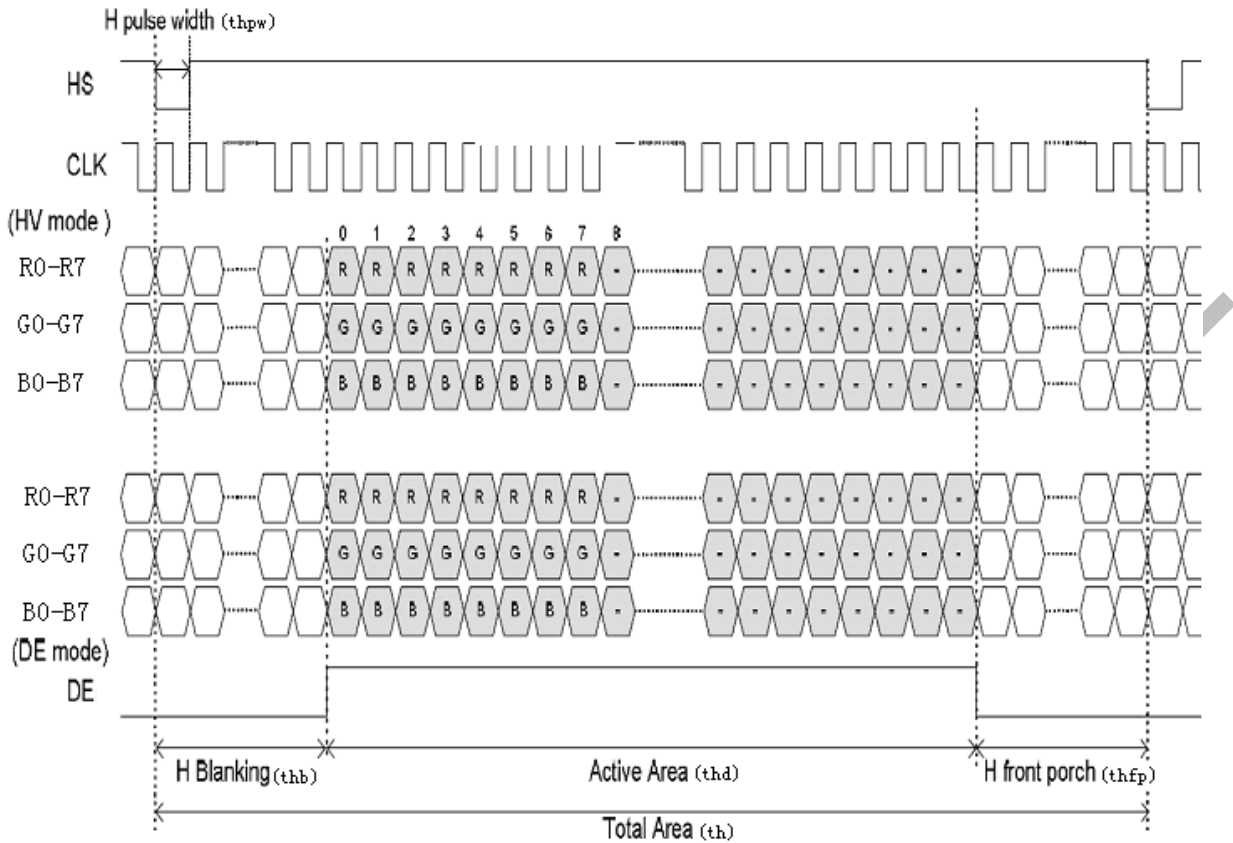 H pulse width (thpw)
HS
CLK
(HV mode )
0 1 2 3 4 5 6 7 8
R0-R7 R R R R R R R R - - - - - - - - -
G0-G7 G G G G G G G G - - - - - - - - -
B0-B7 B B B B B B B B - - - - - - - - -
R0-R7 R R R R R R R R - - - - - - - - -
G0-G7 G G G G G G G G - - - - - - - - -
B0-B7 B B B B B B B B - - - - - - - - -
(DE mode)
DE
H Blanking(thb) Active Area (thd) H front porch (thfp)
Total Area (th)